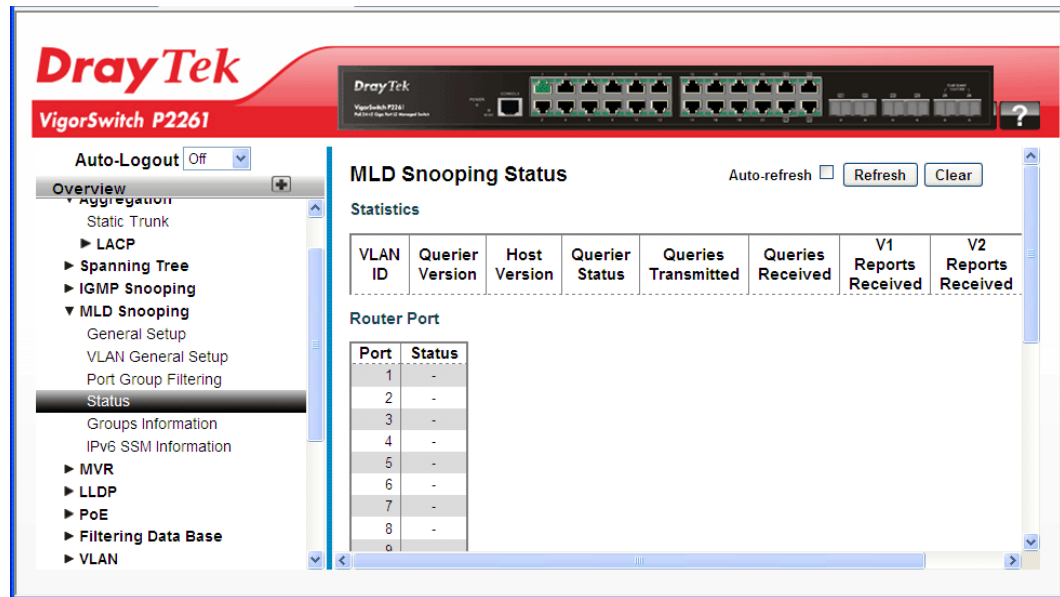 DrayTek
VigorSwitch P2261
DrayTek
VigorSwitch P2261
CONSOLE
POWER
?
Auto-Logout Off
Overview
Aggregation
Static Trunk
LACP
Spanning Tree
IGMP Snooping
MLD Snooping
General Setup
VLAN General Setup
Port Group Filtering
Status
Groups Information
IPv6 SSM Information
MVR
LLDP
PoE
Filtering Data Base
VLAN
MLD Snooping Status
Auto-refresh Refresh Clear
Statistics
VLAN ID Querier Version Host Version Querier Status Queries Transmitted Queries Received V1 Reports Received V2 Reports Received
Router Port
Port Status
1 -
2 -
3 -
4 -
5 -
6 -
7 -
8 -
9